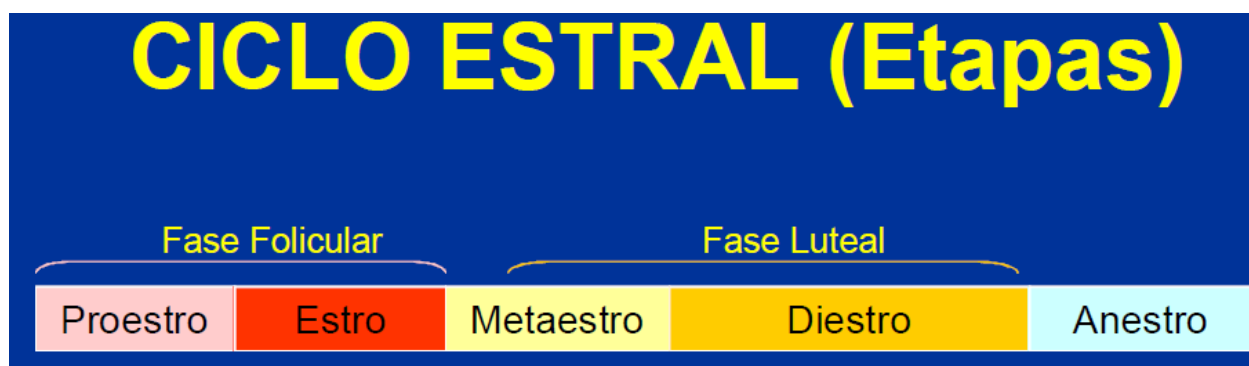 CICLO ESTRAL (Etapas)
Fase Folicular Fase Luteal
Proestro Estro Metaestro Diestro Anestro